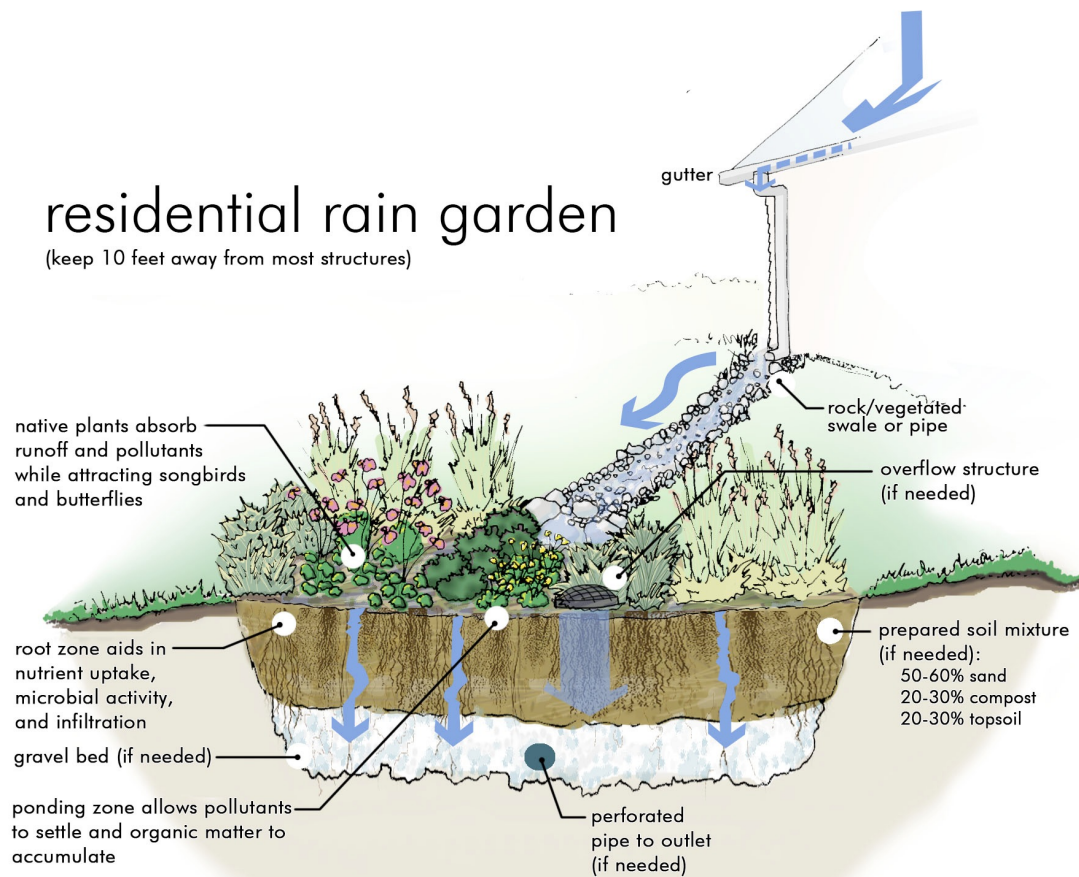 gutter
residential rain garden
(keep 10 feet away from most structures)
rock/vegetated
swale or pipe
native plants absorb
runoff and pollutants
while attracting songbirds
and butterflies
overflow structure
(if needed)
root zone aids in
nutrient uptake,
microbial activity,
and infiltration
prepared soil mixture
(if needed):
50-60% sand
20-30% compost
20-30% topsoil
gravel bed (if needed)
ponding zone allows pollutants
to settle and organic matter to
accumulate
perforated
pipe to outlet
(if needed)